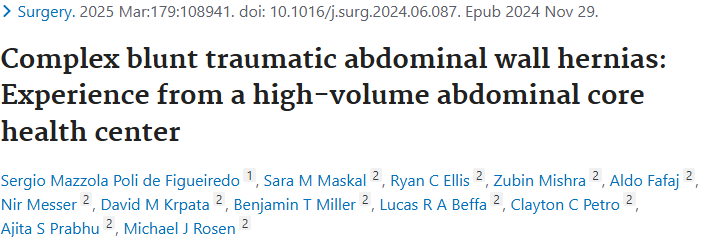 Surgery. 2025 Mar:179:108941. doi: 10.1016/j.surg.2024.06.087. Epub 2024 Nov 29.
Complex blunt traumatic abdominal wall hernias:
Experience from a high-volume abdominal core
health center
Sergio Mazzola Poli de Figueiredo 1, Sara M Maskal 2, Ryan C Ellis 2, Zubin Mishra 2, Aldo Fafaj 2,
Nir Messer 2, David M Krpata 2, Benjamin T Miller 2, Lucas R A Beffa 2, Clayton C Petro 2,
Ajita S Prabhu 2, Michael J Rosen 2